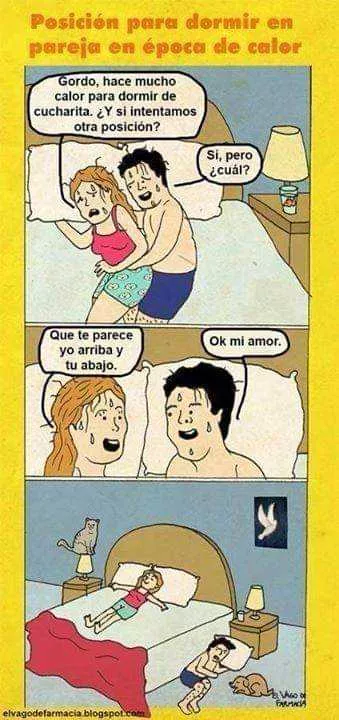 Posición para dormir en
pareja en época de calor
Gordo, hace mucho
calor para dormir de
cucharita. ¿Y si intentamos
otra posición?
Si, pero
¿cuál?
Que te parece
yo arriba y
tu abajo.
Ok mi amor.
EL VAGO DE
FARMACIA
elvagodefarmacia.blogspot.com